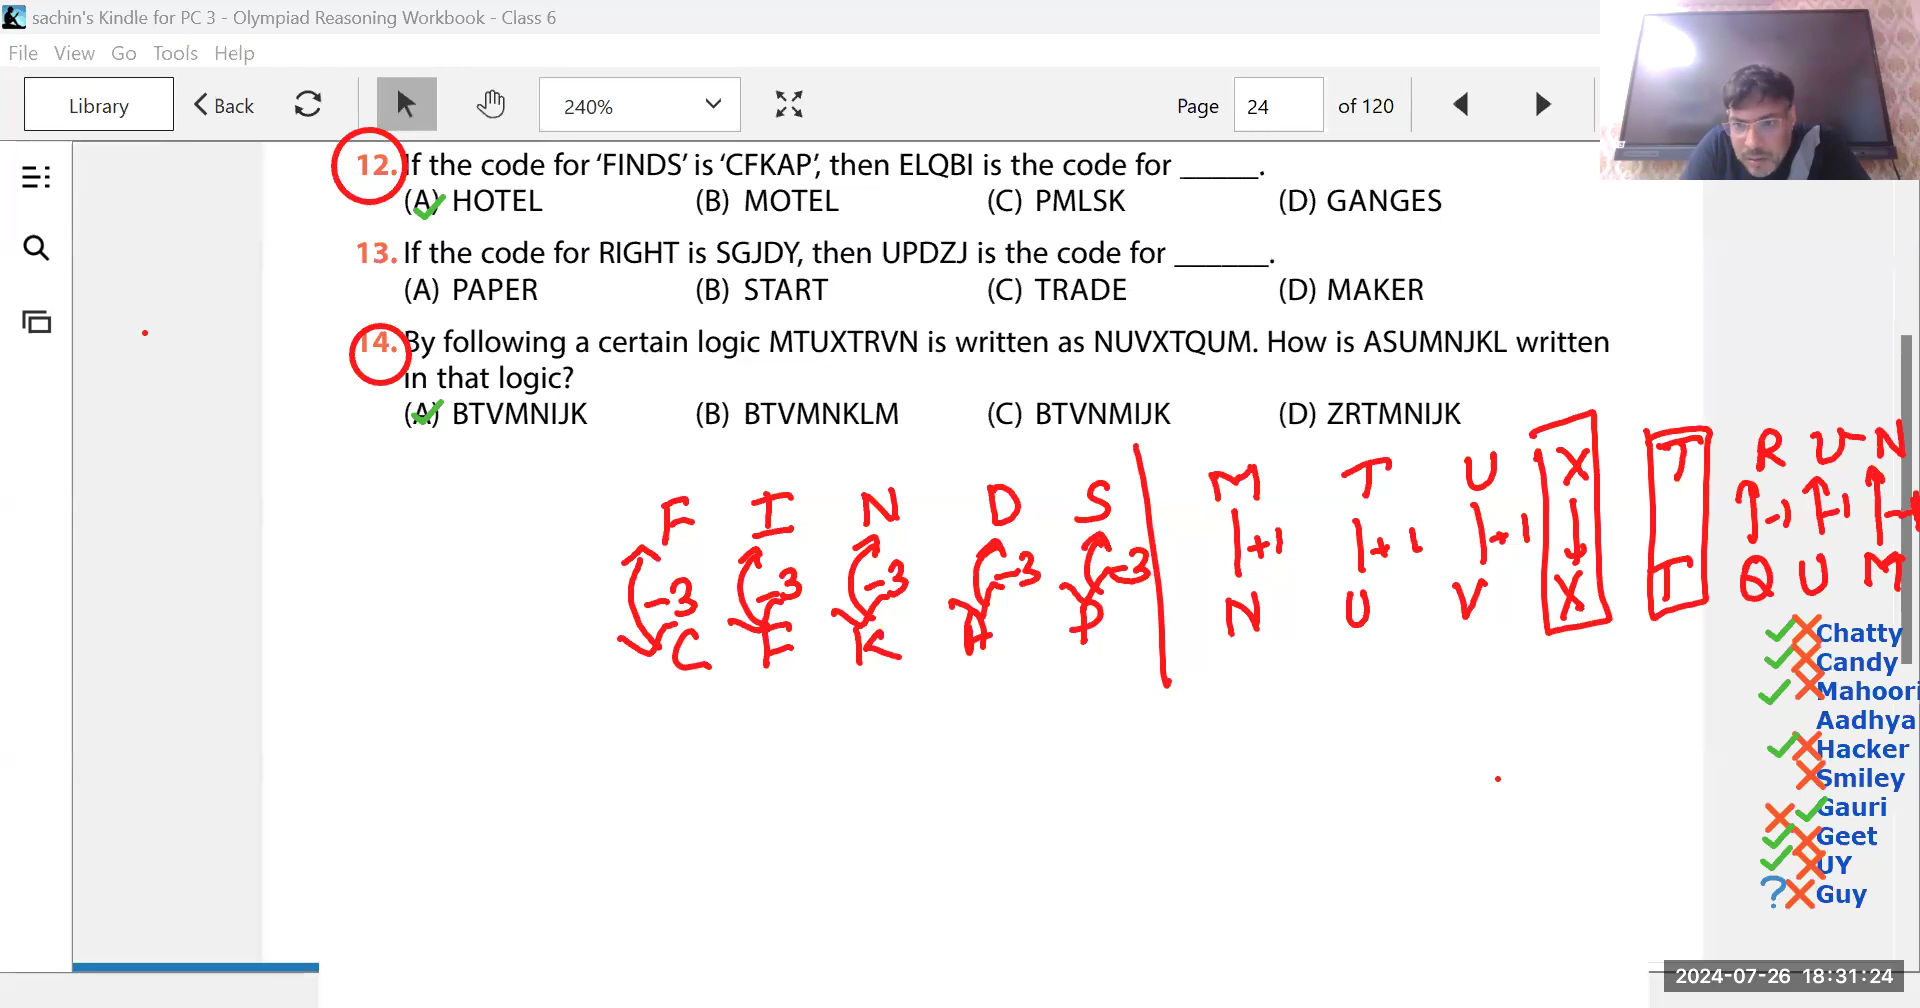 sachin's Kindle for PC 3 - Olympiad Reasoning Workbook - Class 6
File View Go Tools Help
Library Back 240% Page 24 of 120
12. If the code for ‘FINDS’ is ‘CFKAP’, then ELQBI is the code for _____.
(A) HOTEL (B) MOTEL (C) PMLSK (D) GANGES
13. If the code for RIGHT is SGJDY, then UPDZJ is the code for ______.
(A) PAPER (B) START (C) TRADE (D) MAKER
14. By following a certain logic MTUXTRVN is written as NUVXTQUM. How is ASUMNJKL written
in that logic?
(A) BTVMNIJK (B) BTVMNKLM (C) BTVNMIJK (D) ZRTMNIJK
F I N D S M T U X T R V N
-3 -3 -3 -3 -3 +1 +1 +1 -1 -1 -1
C F K A P N U V X T Q U M
Chatty
Candy
Mahoori
Aadhya
Hacker
Smiley
Gauri
Geet
UY
? Guy
2024-07-26 18:31:24